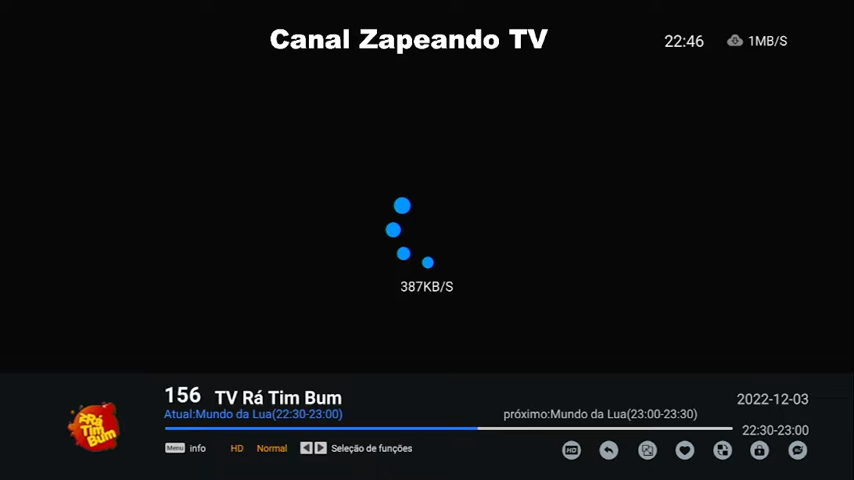 Canal Zapeando TV
22:46
1MB/S
387KB/S
156 TV Rá Tim Bum
2022-12-03
Atual:Mundo da Lua(22:30-23:00)
próximo:Mundo da Lua(23:00-23:30)
22:30-23:00
Rá
Tim
Bum
Menu info HD Normal Seleção de funções
HD